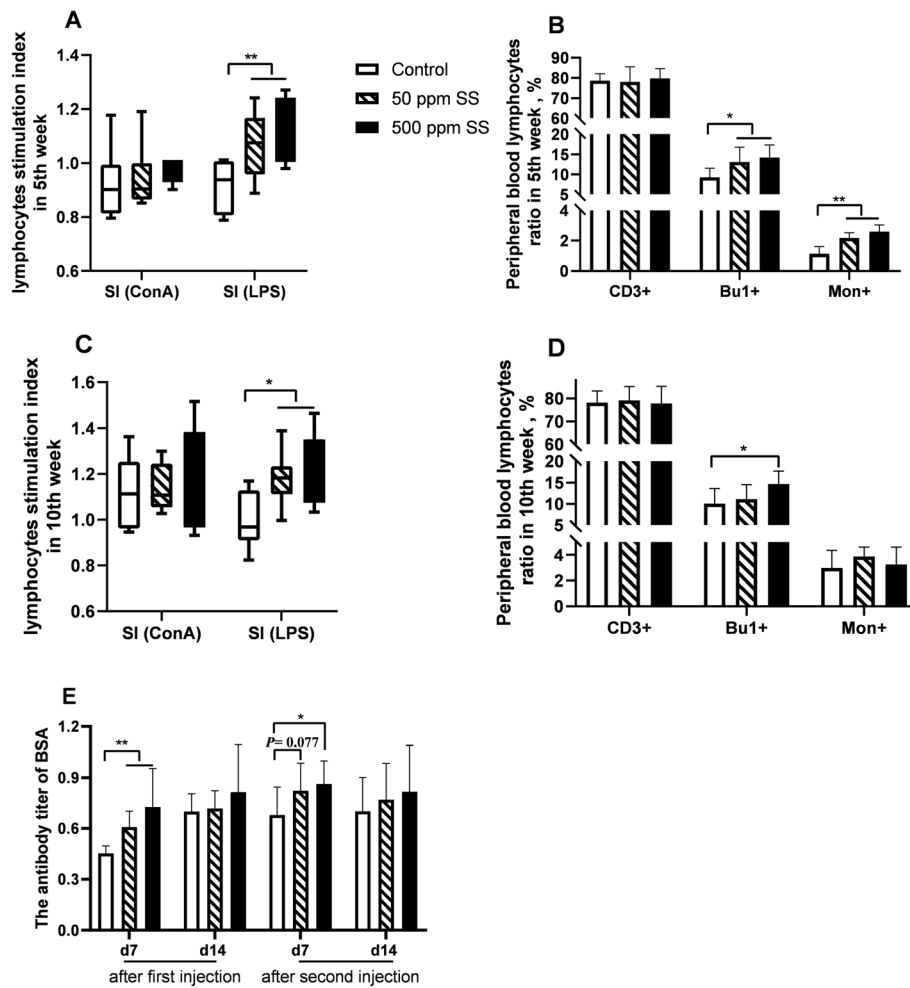 A
lymphocytes stimulation index
in 5th week
1.4
1.2
1.0
0.8
0.6
**
SI (ConA)
SI (LPS)
Control
50 ppm SS
500 ppm SS
B
Peripheral blood lymphocytes
ratio in 5th week , %
90
80
70
60
20
15
10
5
4
2
0
*
**
CD3+
Bu1+
Mon+
C
lymphocytes stimulation index
in 10th week
1.6
1.4
1.2
1.0
0.8
0.6
*
SI (ConA)
SI (LPS)
D
Peripheral blood lymphocytes
ratio in 10th week , %
80
70
60
20
15
10
5
4
2
0
*
CD3+
Bu1+
Mon+
E
The antibody titer of BSA
1.2
0.9
0.6
0.3
0.0
**
*
P= 0.077
d7
d14
d7
d14
after first injection
after second injection